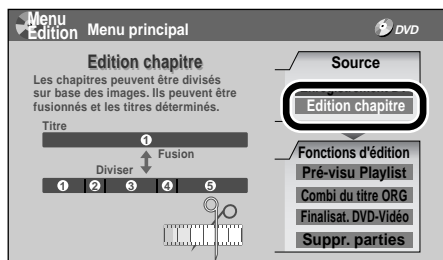 Menu
Edition Menu principal
DVD
Edition chapitre
Les chapitres peuvent être divisés
sur base des images. Ils peuvent être
fusionnés et les titres déterminés.
Titre
1
Fusion
Diviser
1 2 3 4 5
Source
Edition chapitre
Fonctions d'édition
Pré-visu Playlist
Combi du titre ORG
Finalisat. DVD-Vidéo
Suppr. parties